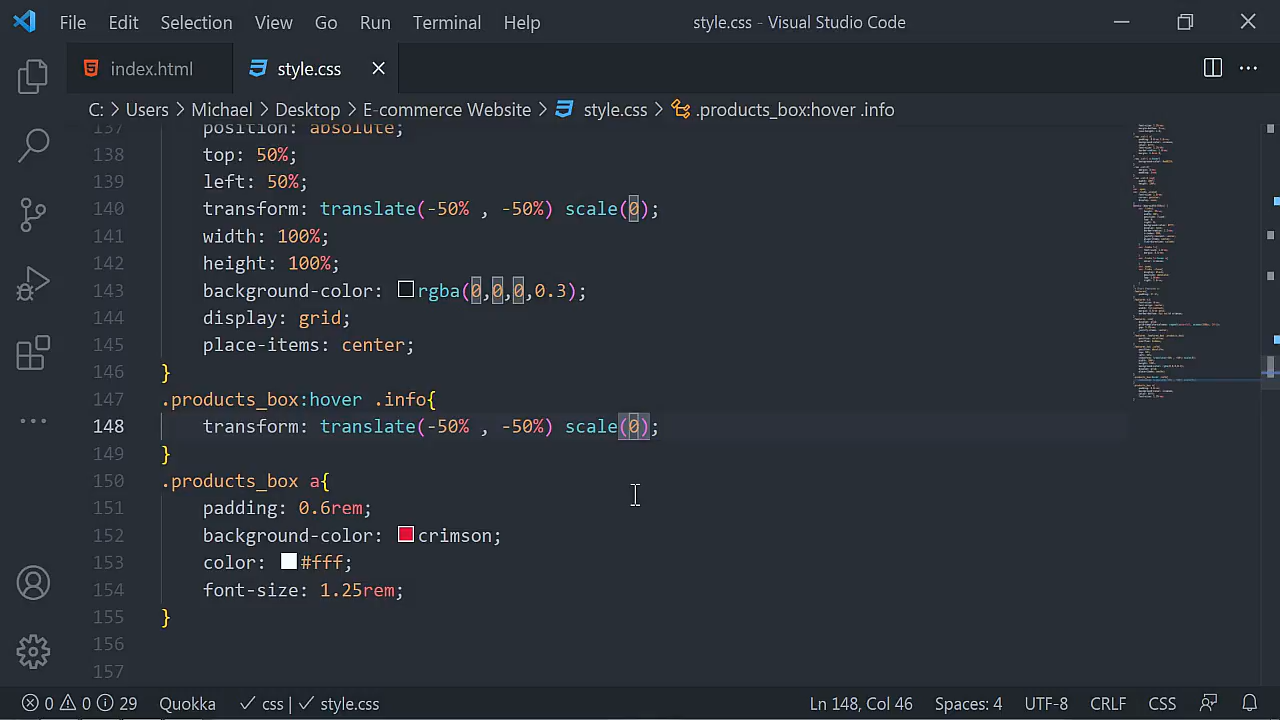 File Edit Selection View Go Run Terminal Help style.css - Visual Studio Code
index.html style.css
C: > Users > Michael > Desktop > E-commerce Website > style.css > .products_box:hover .info
137 position: absolute;
138 top: 50%;
139 left: 50%;
140 transform: translate(-50% , -50%) scale(0);
141 width: 100%;
142 height: 100%;
143 background-color: rgba(0,0,0,0.3);
144 display: grid;
145 place-items: center;
146 }
147 .products_box:hover .info{
148 transform: translate(-50% , -50%) scale(0);
149 }
150 .products_box a{
151 padding: 0.6rem;
152 background-color: crimson;
153 color: #fff;
154 font-size: 1.25rem;
155 }
156
157
0 0 29 Quokka css | style.css Ln 148, Col 46 Spaces: 4 UTF-8 CRLF CSS